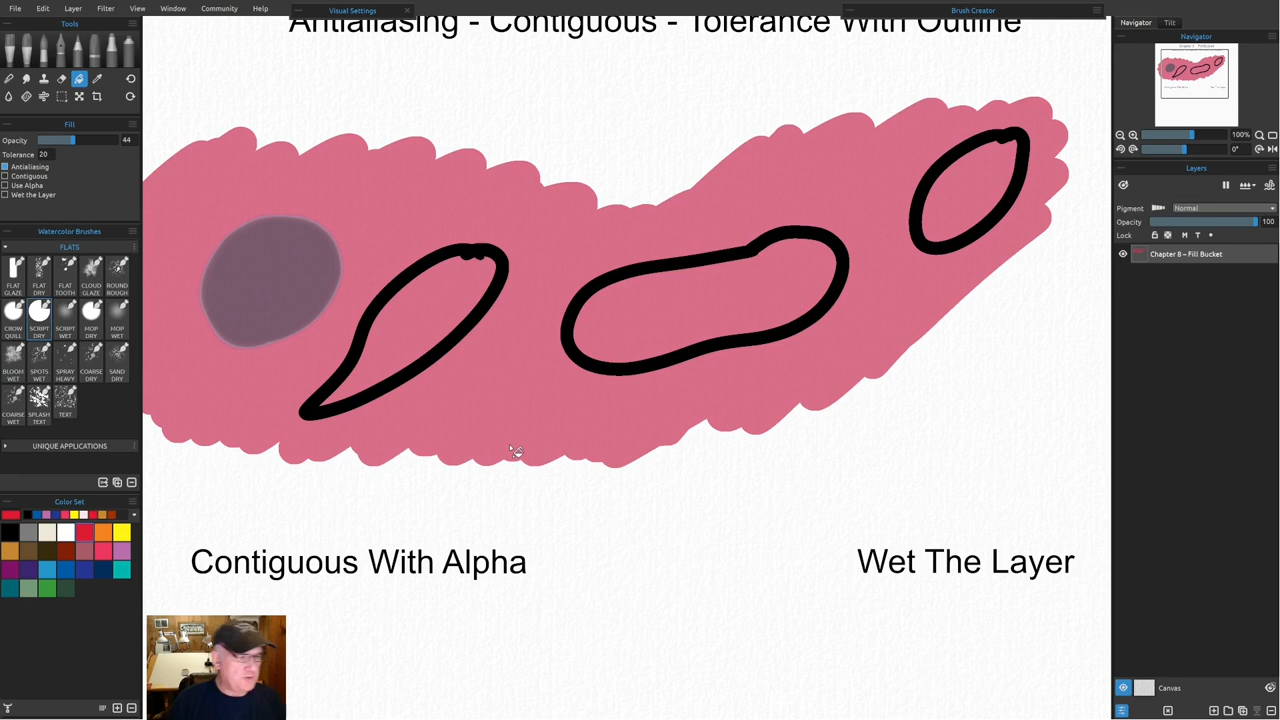 File Edit Layer Filter View Window Community Help
Visual Settings
Brush Creator
Tools
Antialiasing - Contiguous - Tolerance With Outline
Fill
Opacity 44
Tolerance 20
Antialiasing
Contiguous
Use Alpha
Wet the Layer
Watercolor Brushes
FLATS
FLAT GLAZE
FLAT DRY
FLAT TOOTH
CLOUD GLAZE
ROUND ROUGH
CROW QUILL
SCRIPT DRY
SCRIPT WET
MOP DRY
MOP WET
BLOOM WET
SPOTS WET
SPRAY HEAVY
COARSE DRY
SAND DRY
COARSE WET
SPLASH TEXT
TEXT
UNIQUE APPLICATIONS
Color Set
Contiguous With Alpha
Wet The Layer
Navigator Tilt
Navigator
100%
0°
Layers
Pigment Normal
Opacity 100
Lock M T
Chapter 8 – Fill Bucket
Canvas